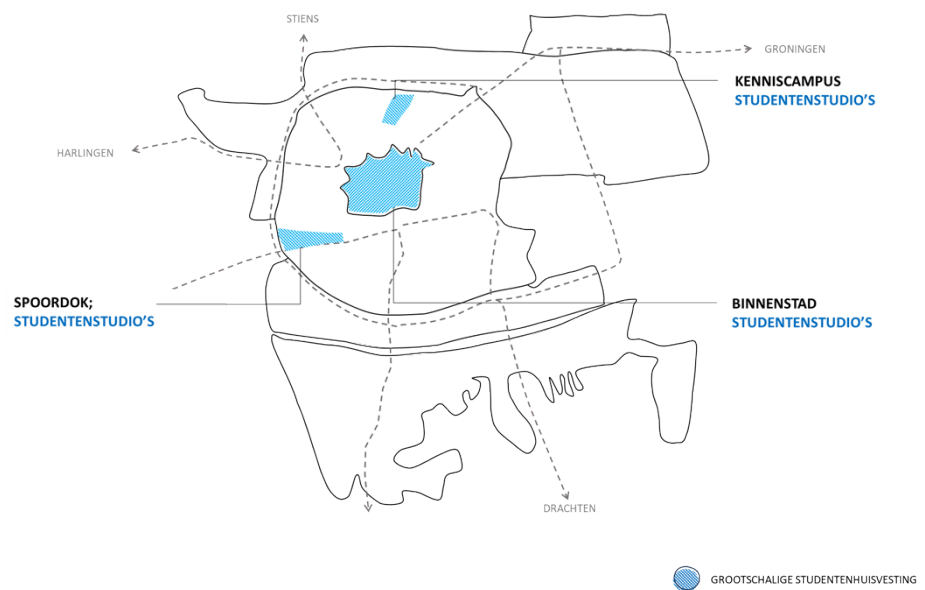 STIENS
GRONINGEN
KENNISCAMPUS
STUDENTENSTUDIO'S
HARLINGEN
SPOORDOK;
STUDENTENSTUDIO'S
BINNENSTAD
STUDENTENSTUDIO'S
DRACHTEN
GROOTSCHALIGE STUDENTENHUISVESTING